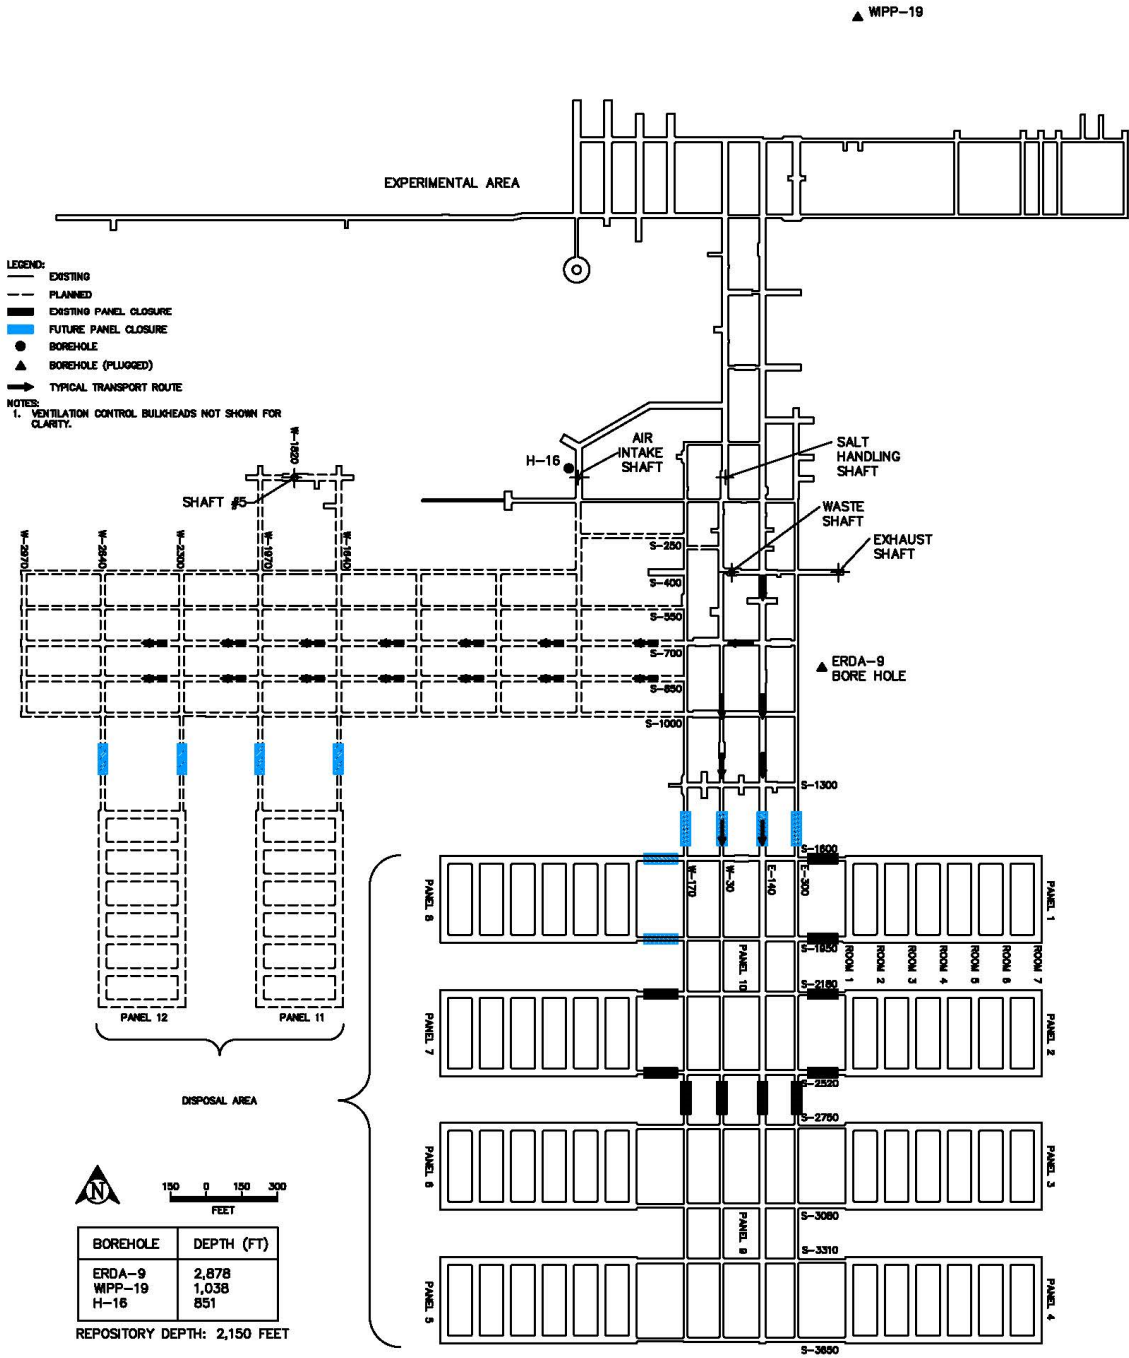 WIPP-19
EXPERIMENTAL AREA
LEGEND:
EXISTING
PLANNED
EXISTING PANEL CLOSURE
FUTURE PANEL CLOSURE
BOREHOLE
BOREHOLE (PLUGGED)
TYPICAL TRANSPORT ROUTE
NOTES:
1. VENTILATION CONTROL BULKHEADS NOT SHOWN FOR
CLARITY.
W-1820
H-16
AIR
INTAKE
SHAFT
SALT
HANDLING
SHAFT
SHAFT #5
WASTE
SHAFT
EXHAUST
SHAFT
W-2970
W-2640
W-2300
W-1970
W-1640
S-250
S-400
S-550
S-700
S-850
S-1000
ERDA-9
BORE HOLE
S-1300
S-1600
W-170
W-30
E-140
E-300
PANEL 8
PANEL 1
S-1950
PANEL 10
ROOM 1
ROOM 2
ROOM 3
ROOM 4
ROOM 5
ROOM 6
ROOM 7
S-2180
PANEL 12
PANEL 11
PANEL 7
PANEL 2
S-2520
DISPOSAL AREA
S-2750
PANEL 6
PANEL 3
N
150 0 150 300
FEET
S-3080
PANEL 9
S-3310
BOREHOLE DEPTH (FT)
ERDA-9 2,878
WIPP-19 1,038
H-16 851
REPOSITORY DEPTH: 2,150 FEET
PANEL 5
PANEL 4
S-3650